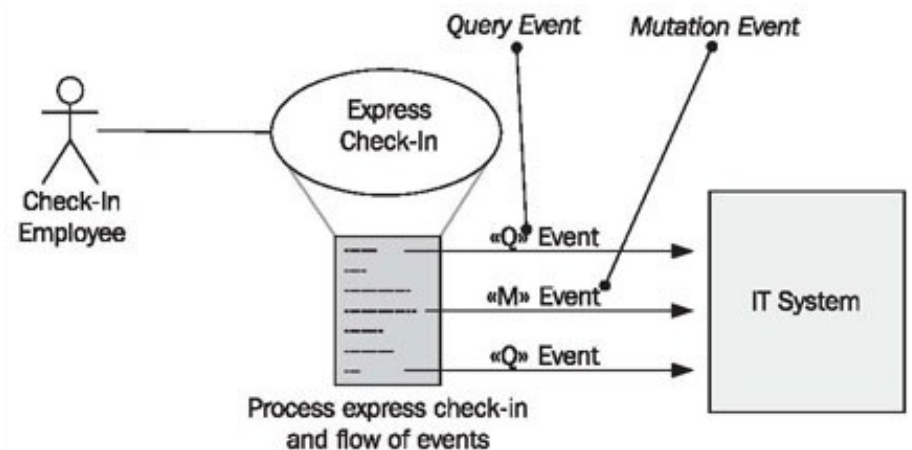 Query Event
Mutation Event
Express
Check-In
Check-In
Employee
«Q» Event
«M» Event
IT System
«Q» Event
Process express check-in
and flow of events